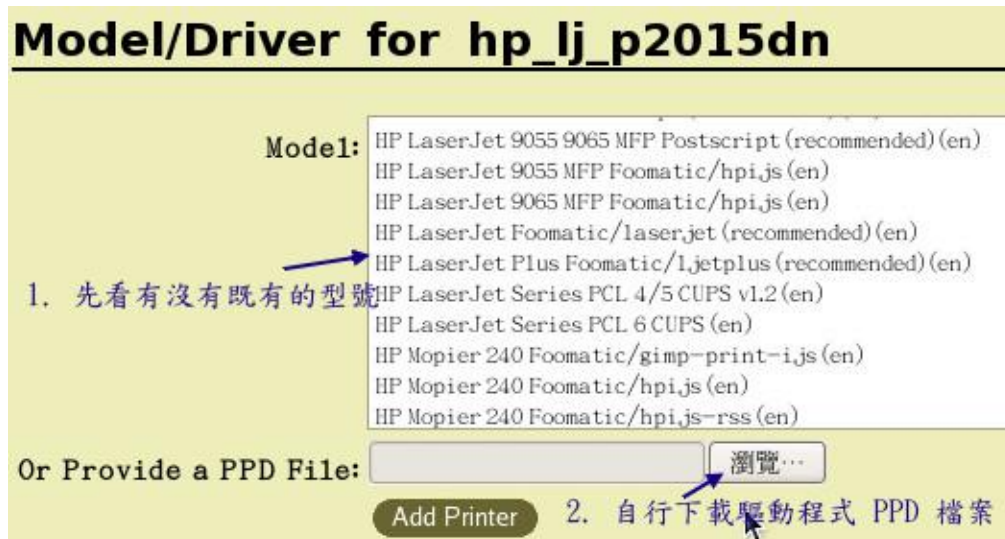 Model/Driver for hp_lj_p2015dn
Model:
HP LaserJet 9055 9065 MFP Postscript (recommended) (en)
HP LaserJet 9055 MFP Foomatic/hpijs (en)
HP LaserJet 9065 MFP Foomatic/hpijs (en)
HP LaserJet Foomatic/laserjet (recommended) (en)
HP LaserJet Plus Foomatic/ljetplus (recommended) (en)
1. 先看有沒有既有的型號
HP LaserJet Series PCL 4/5 CUPS v1.2 (en)
HP LaserJet Series PCL 6 CUPS (en)
HP Mopier 240 Foomatic/gimp-print-ijs (en)
HP Mopier 240 Foomatic/hpijs (en)
HP Mopier 240 Foomatic/hpijs-rss (en)
Or Provide a PPD File:
瀏覽…
Add Printer
2. 自行下載驅動程式 PPD 檔案